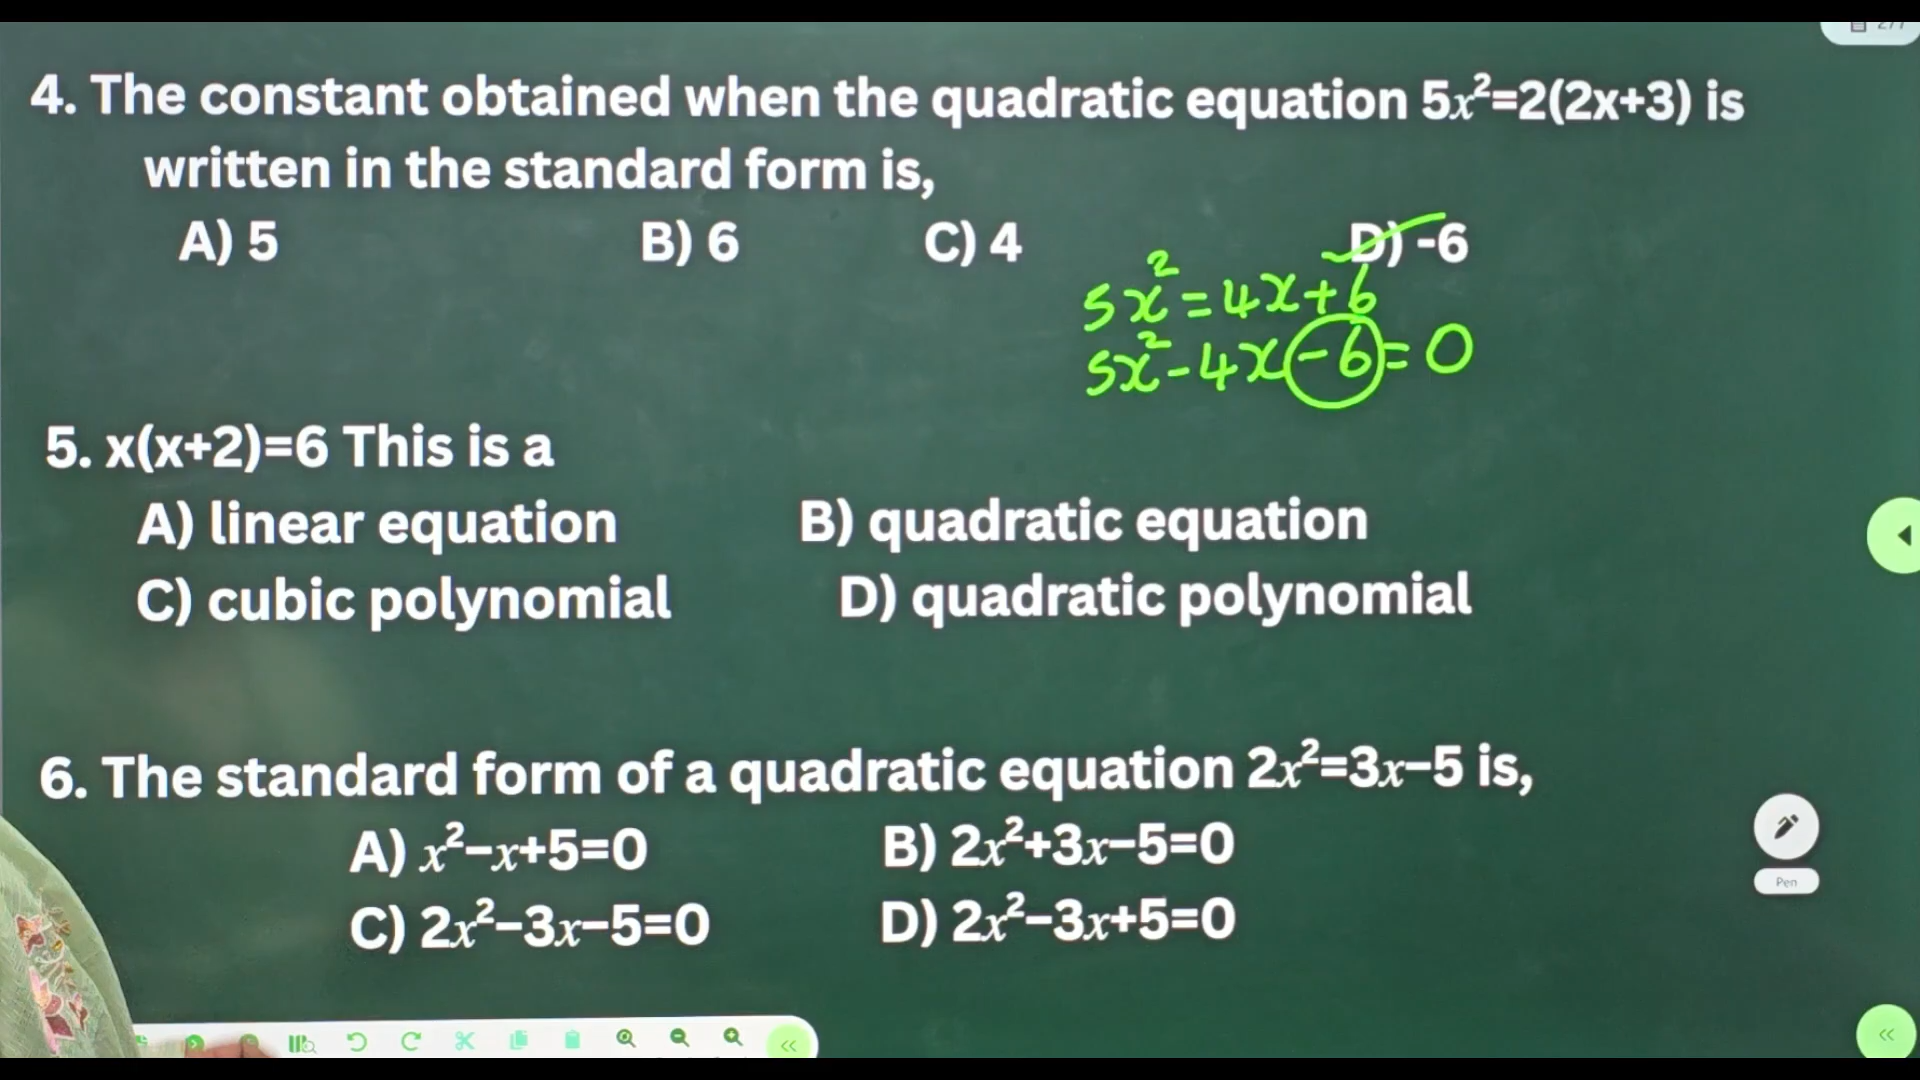 4. The constant obtained when the quadratic equation 5x²=2(2x+3) is
written in the standard form is,
A) 5 B) 6 C) 4 D) -6
5x²=4x+6
5x²-4x-6=0
5. x(x+2)=6 This is a
A) linear equation B) quadratic equation
C) cubic polynomial D) quadratic polynomial
6. The standard form of a quadratic equation 2x²=3x−5 is,
A) x²−x+5=0 B) 2x²+3x−5=0
C) 2x²−3x−5=0 D) 2x²−3x+5=0
Pen